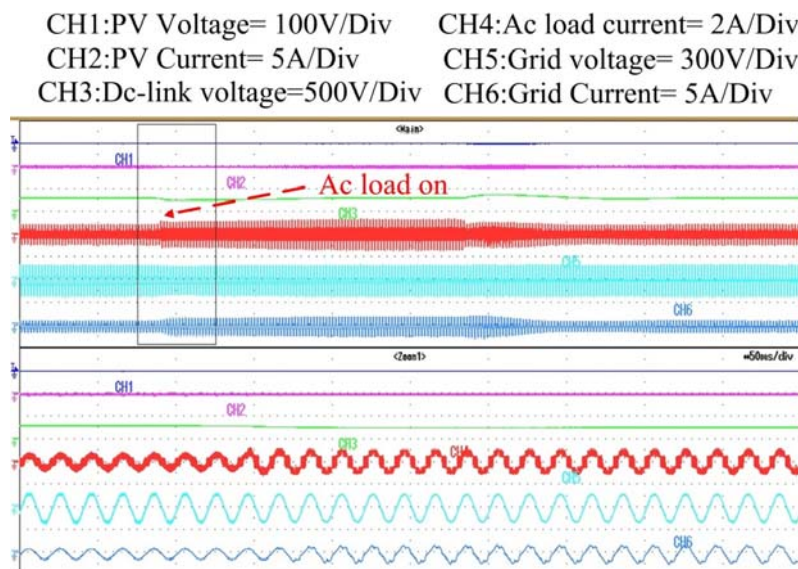 CH1:PV Voltage= 100V/Div CH4:Ac load current= 2A/Div
CH2:PV Current= 5A/Div CH5:Grid voltage= 300V/Div
CH3:Dc-link voltage=500V/Div CH6:Grid Current= 5A/Div
<Main>
CH1
CH2
Ac load on
CH3
CH5
CH6
<Zoom1> 50ms/div
CH1
CH2
CH3
CH5
CH6